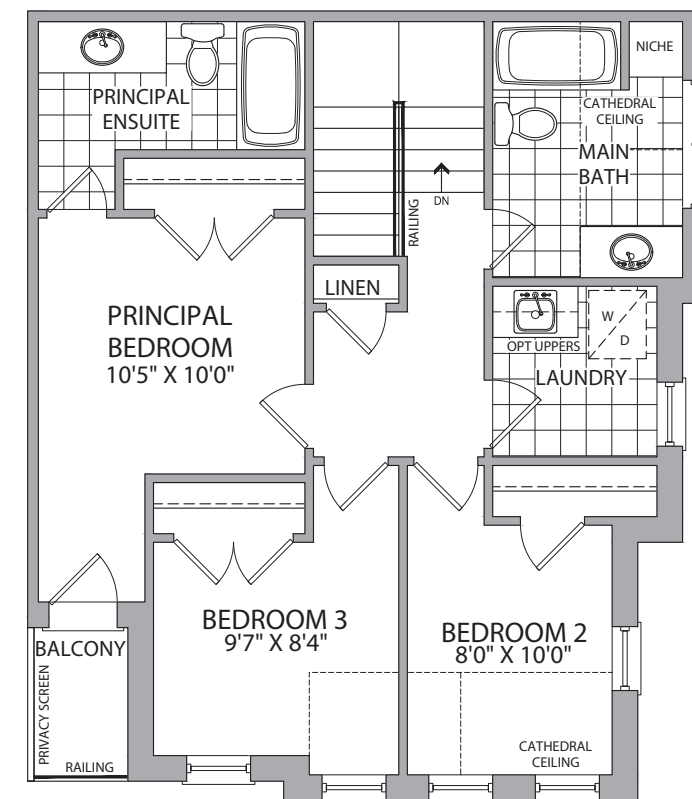 NICHE
PRINCIPAL
ENSUITE
CATHEDRAL
CEILING
MAIN
BATH
DN
RAILING
LINEN
PRINCIPAL
BEDROOM
10'5" X 10'0"
W
D
OPT UPPERS
LAUNDRY
BEDROOM 3
9'7" X 8'4"
BEDROOM 2
8'0" X 10'0"
BALCONY
PRIVACY SCREEN
RAILING
CATHEDRAL
CEILING